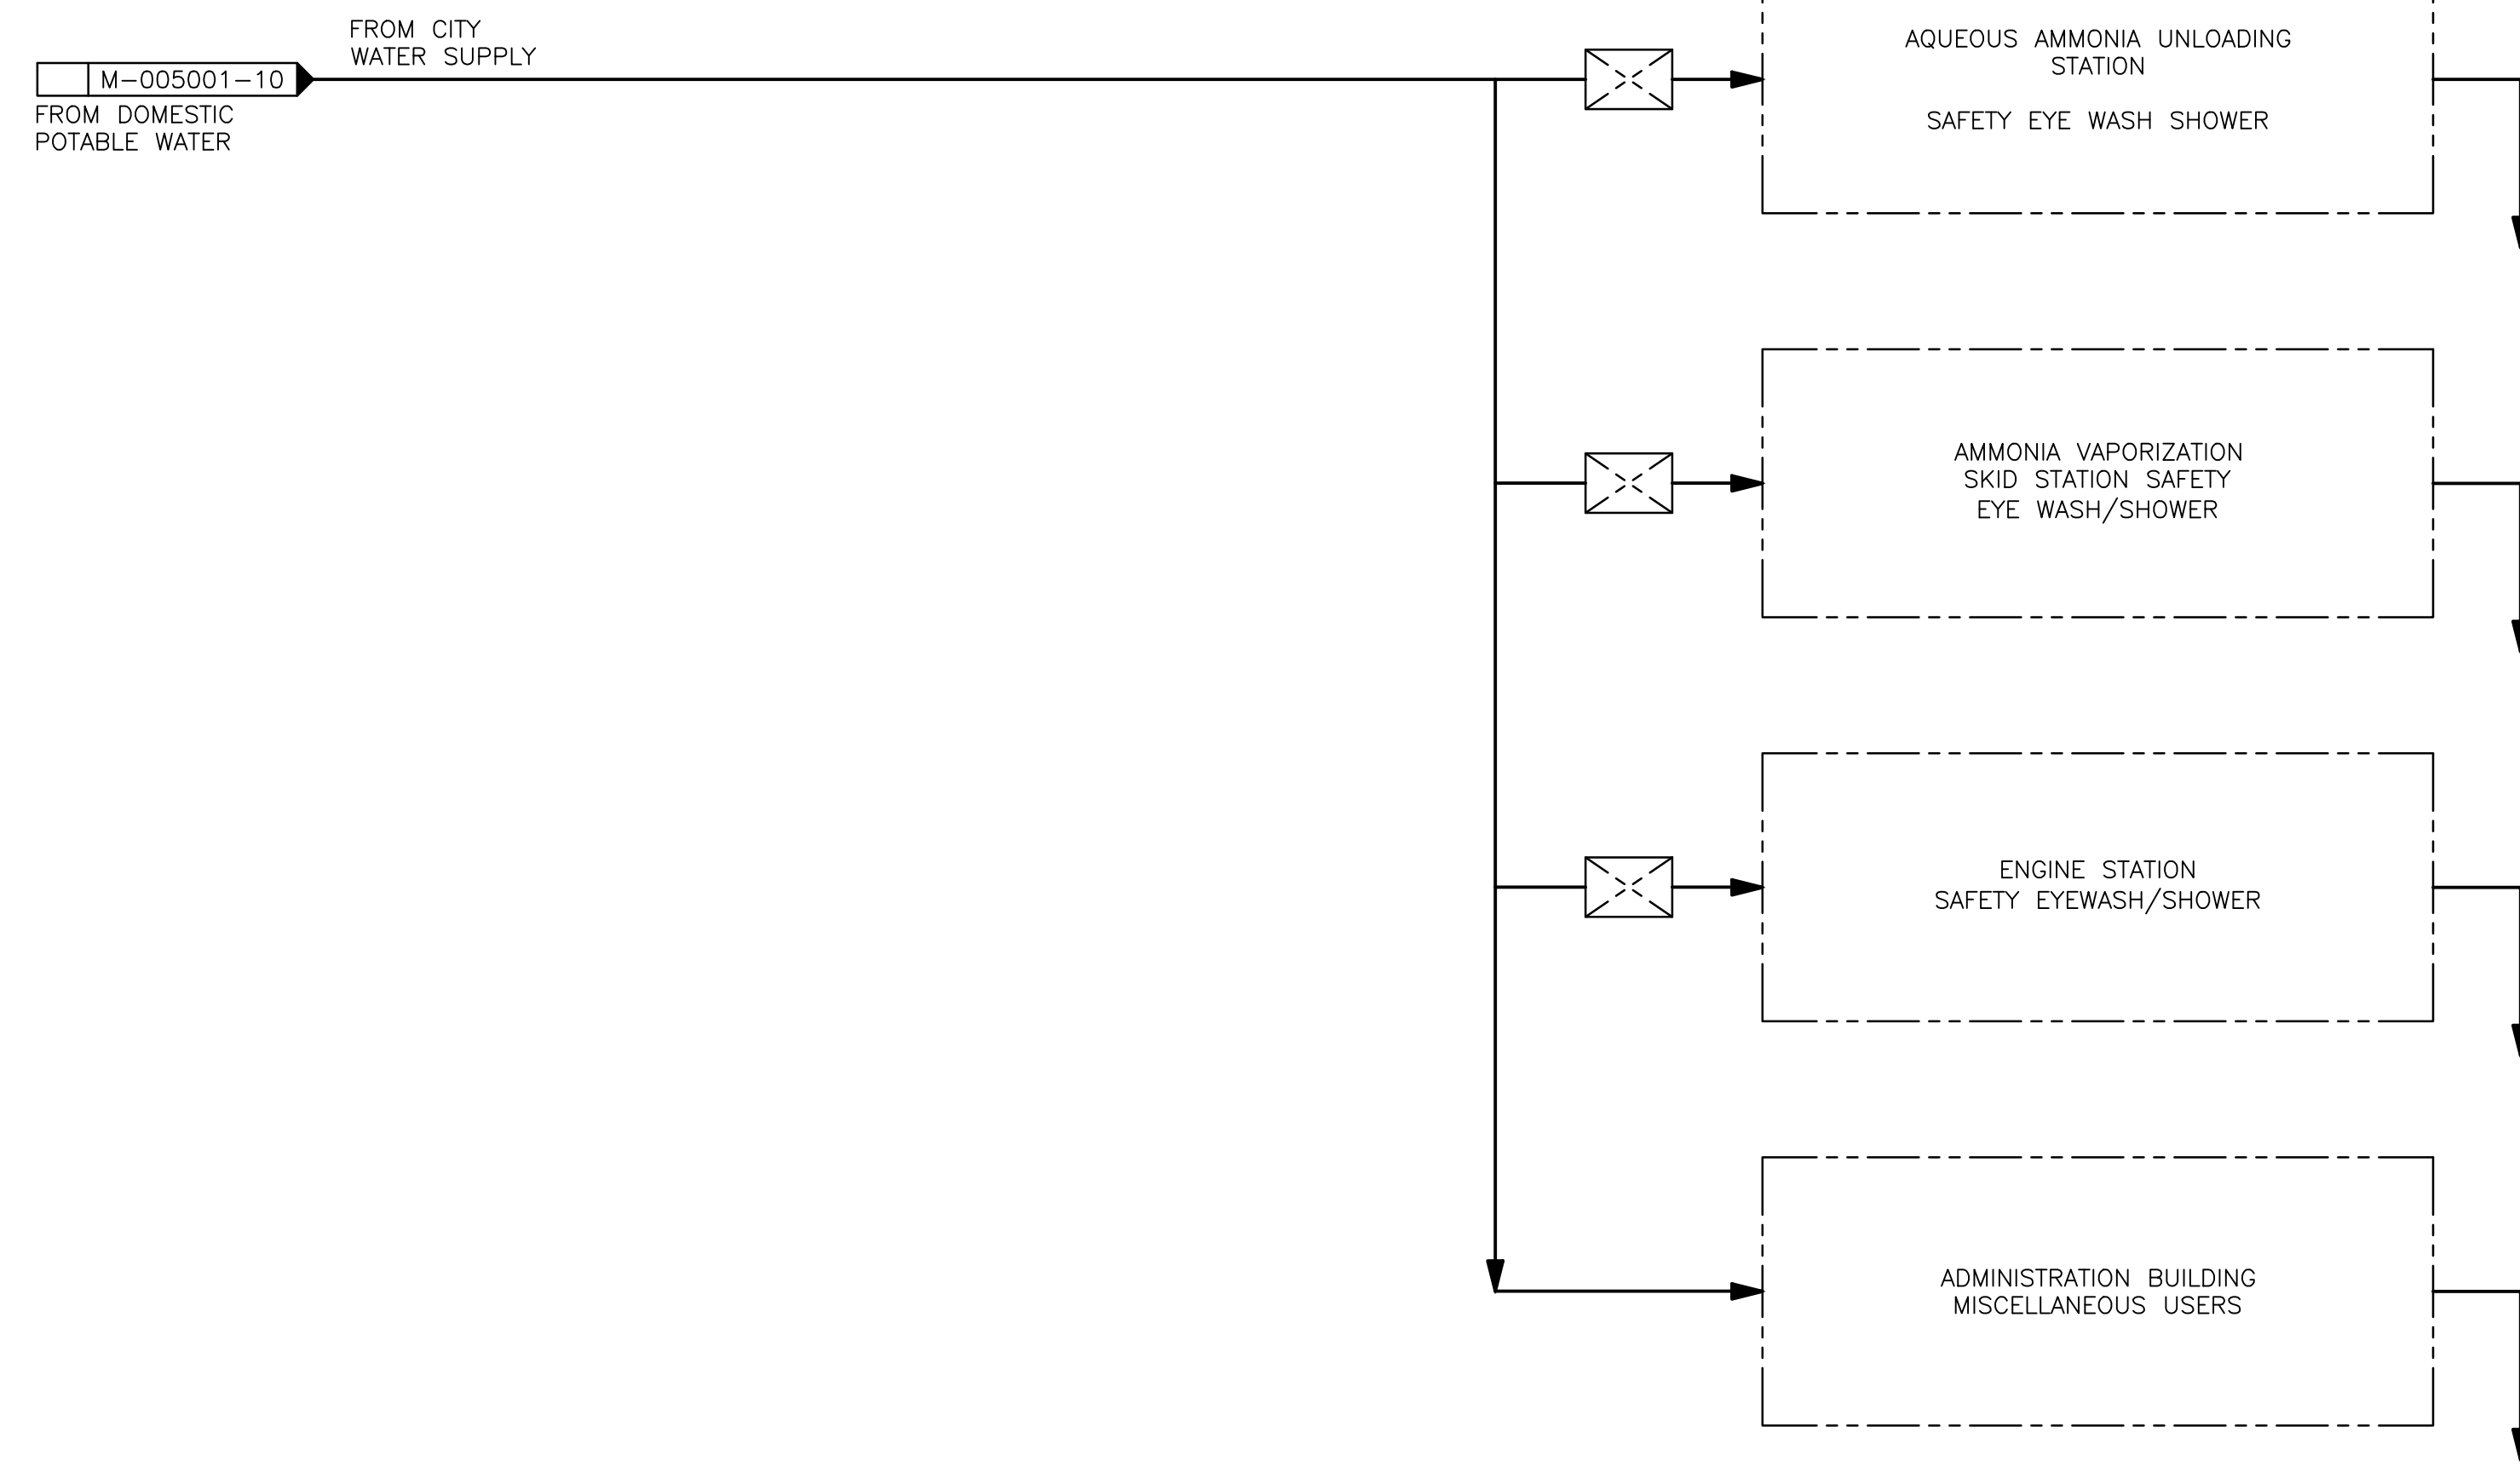 FROM CITY
WATER SUPPLY
M-005001-10
FROM DOMESTIC
POTABLE WATER
AQUEOUS AMMONIA UNLOADING
STATION
SAFETY EYE WASH SHOWER
AMMONIA VAPORIZATION
SKID STATION SAFETY
EYE WASH/SHOWER
ENGINE STATION
SAFETY EYEWASH/SHOWER
ADMINISTRATION BUILDING
MISCELLANEOUS USERS